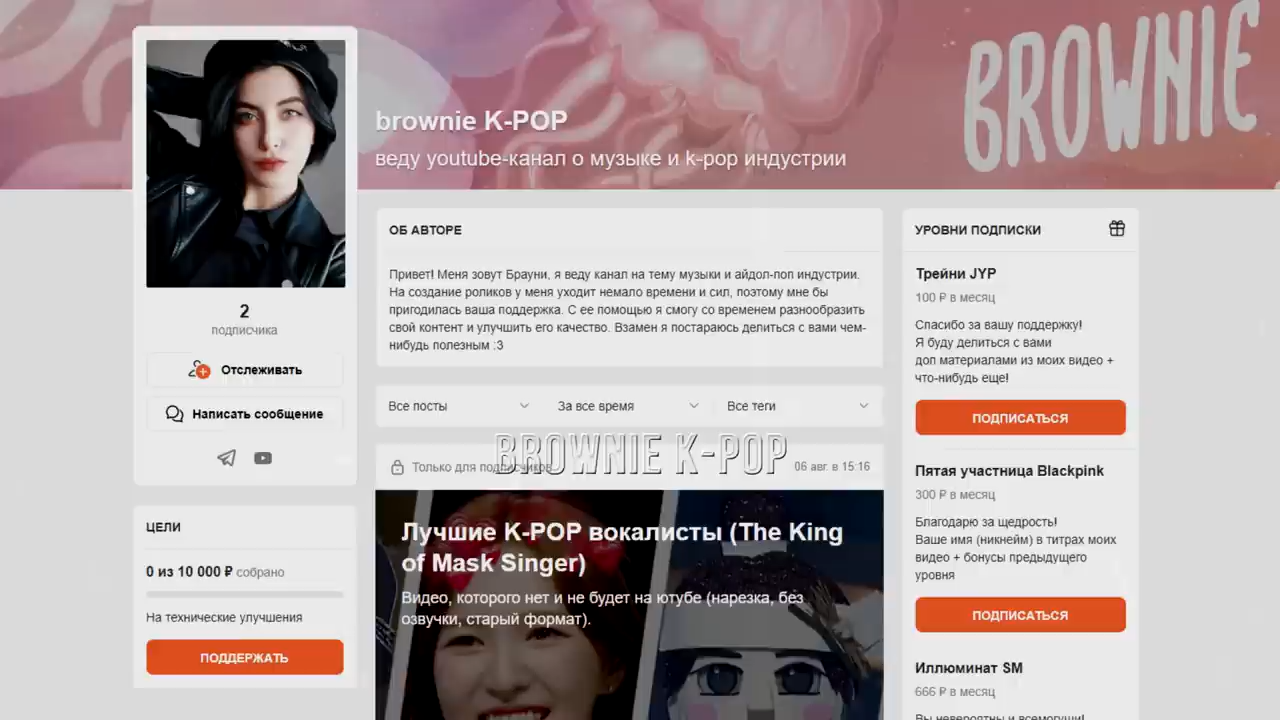 BROWNIE
brownie K-POP
веду youtube-канал о музыке и k-pop индустрии
2
подписчика
Отслеживать
Написать сообщение
ЦЕЛИ
0 из 10 000 ₽ собрано
На технические улучшения
ПОДДЕРЖАТЬ
ОБ АВТОРЕ
Привет! Меня зовут Брауни, я веду канал на тему музыки и айдол-поп индустрии.
На создание роликов у меня уходит немало времени и сил, поэтому мне бы
пригодилась ваша поддержка. С ее помощью я смогу со временем разнообразить
свой контент и улучшить его качество. Взамен я постараюсь делиться с вами чем-
нибудь полезным :3
Все посты
За все время
Все теги
Только для подписчиков
BROWNIE K-POP
06 авг. в 15:16
Лучшие K-POP вокалисты (The King
of Mask Singer)
Видео, которого нет и не будет на ютубе (нарезка, без
озвучки, старый формат).
УРОВНИ ПОДПИСКИ
Трейни JYP
100 ₽ в месяц
Спасибо за вашу поддержку!
Я буду делиться с вами
доп материалами из моих видео +
что-нибудь еще!
ПОДПИСАТЬСЯ
Пятая участница Blackpink
300 ₽ в месяц
Благодарю за щедрость!
Ваше имя (никнейм) в титрах моих
видео + бонусы предыдущего
уровня
ПОДПИСАТЬСЯ
Иллюминат SM
666 ₽ в месяц
Вы невероятны и всемогущи!